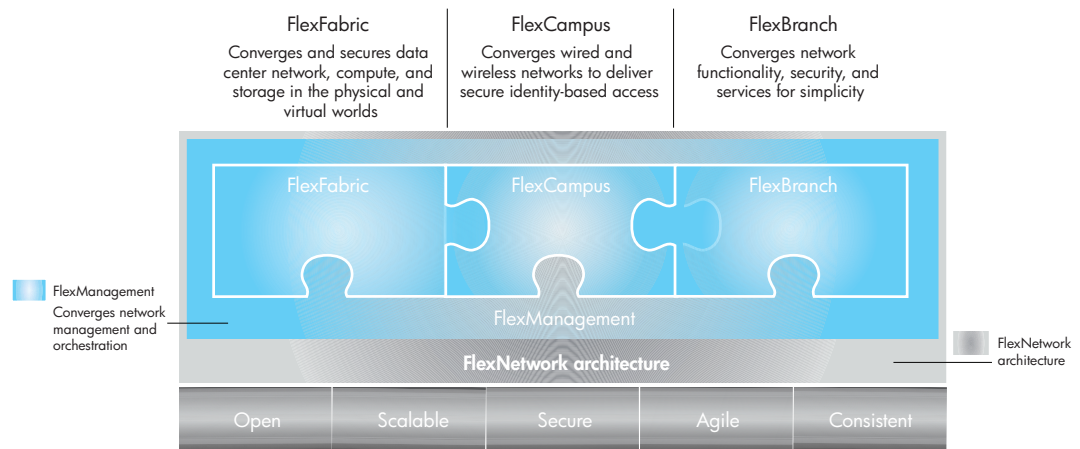 FlexFabric
Converges and secures data
center network, compute, and
storage in the physical and
virtual worlds
FlexCampus
Converges wired and
wireless networks to deliver
secure identity-based access
FlexBranch
Converges network
functionality, security, and
services for simplicity
FlexFabric
FlexCampus
FlexBranch
FlexManagement
Converges network
management and
orchestration
FlexManagement
FlexNetwork architecture
FlexNetwork
architecture
Open
Scalable
Secure
Agile
Consistent